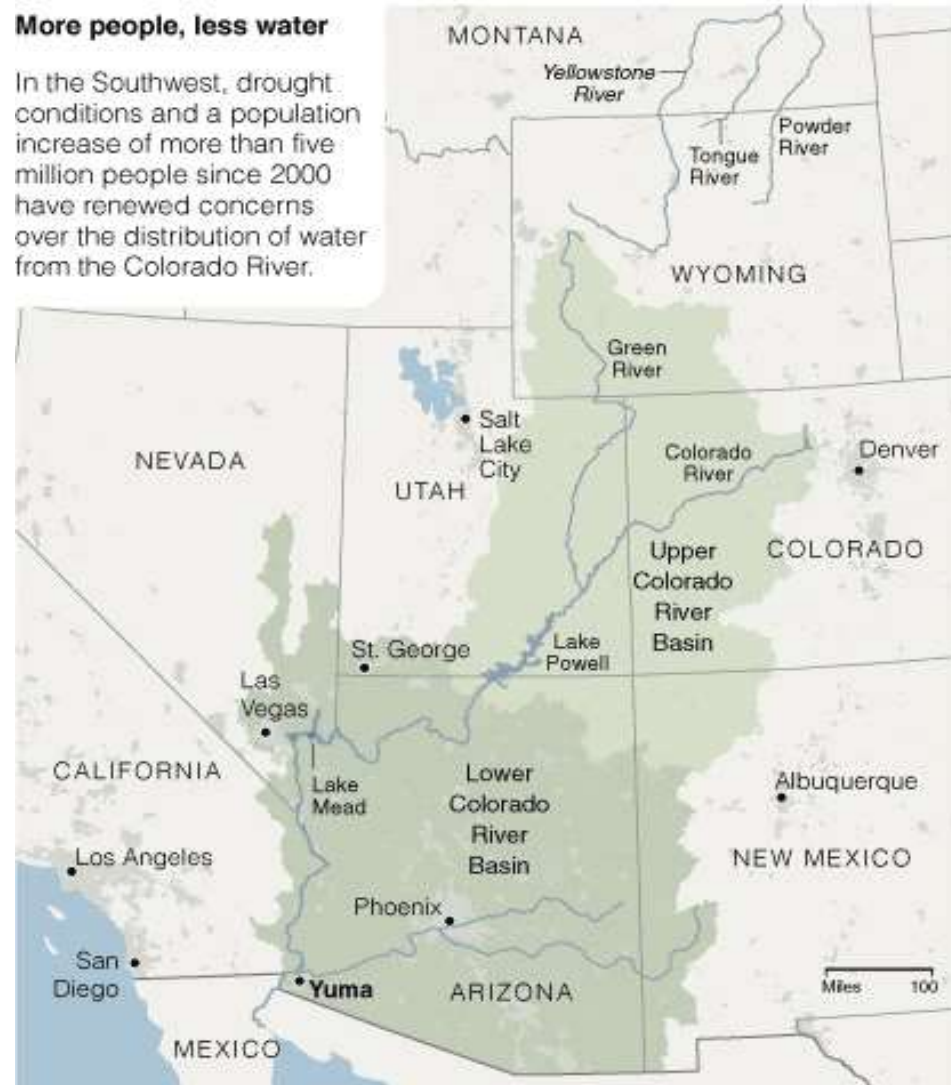 More people, less water
In the Southwest, drought
conditions and a population
increase of more than five
million people since 2000
have renewed concerns
over the distribution of water
from the Colorado River.
MONTANA
Yellowstone
River
Tongue
River
Powder
River
WYOMING
Green
River
Salt
Lake
City
NEVADA
UTAH
Colorado
River
Denver
COLORADO
Upper
Colorado
River
Basin
St. George
Lake
Powell
Las
Vegas
CALIFORNIA
Lake
Mead
Lower
Colorado
River
Basin
Albuquerque
NEW MEXICO
Los Angeles
Phoenix
San
Diego
Yuma
ARIZONA
Miles 100
MEXICO